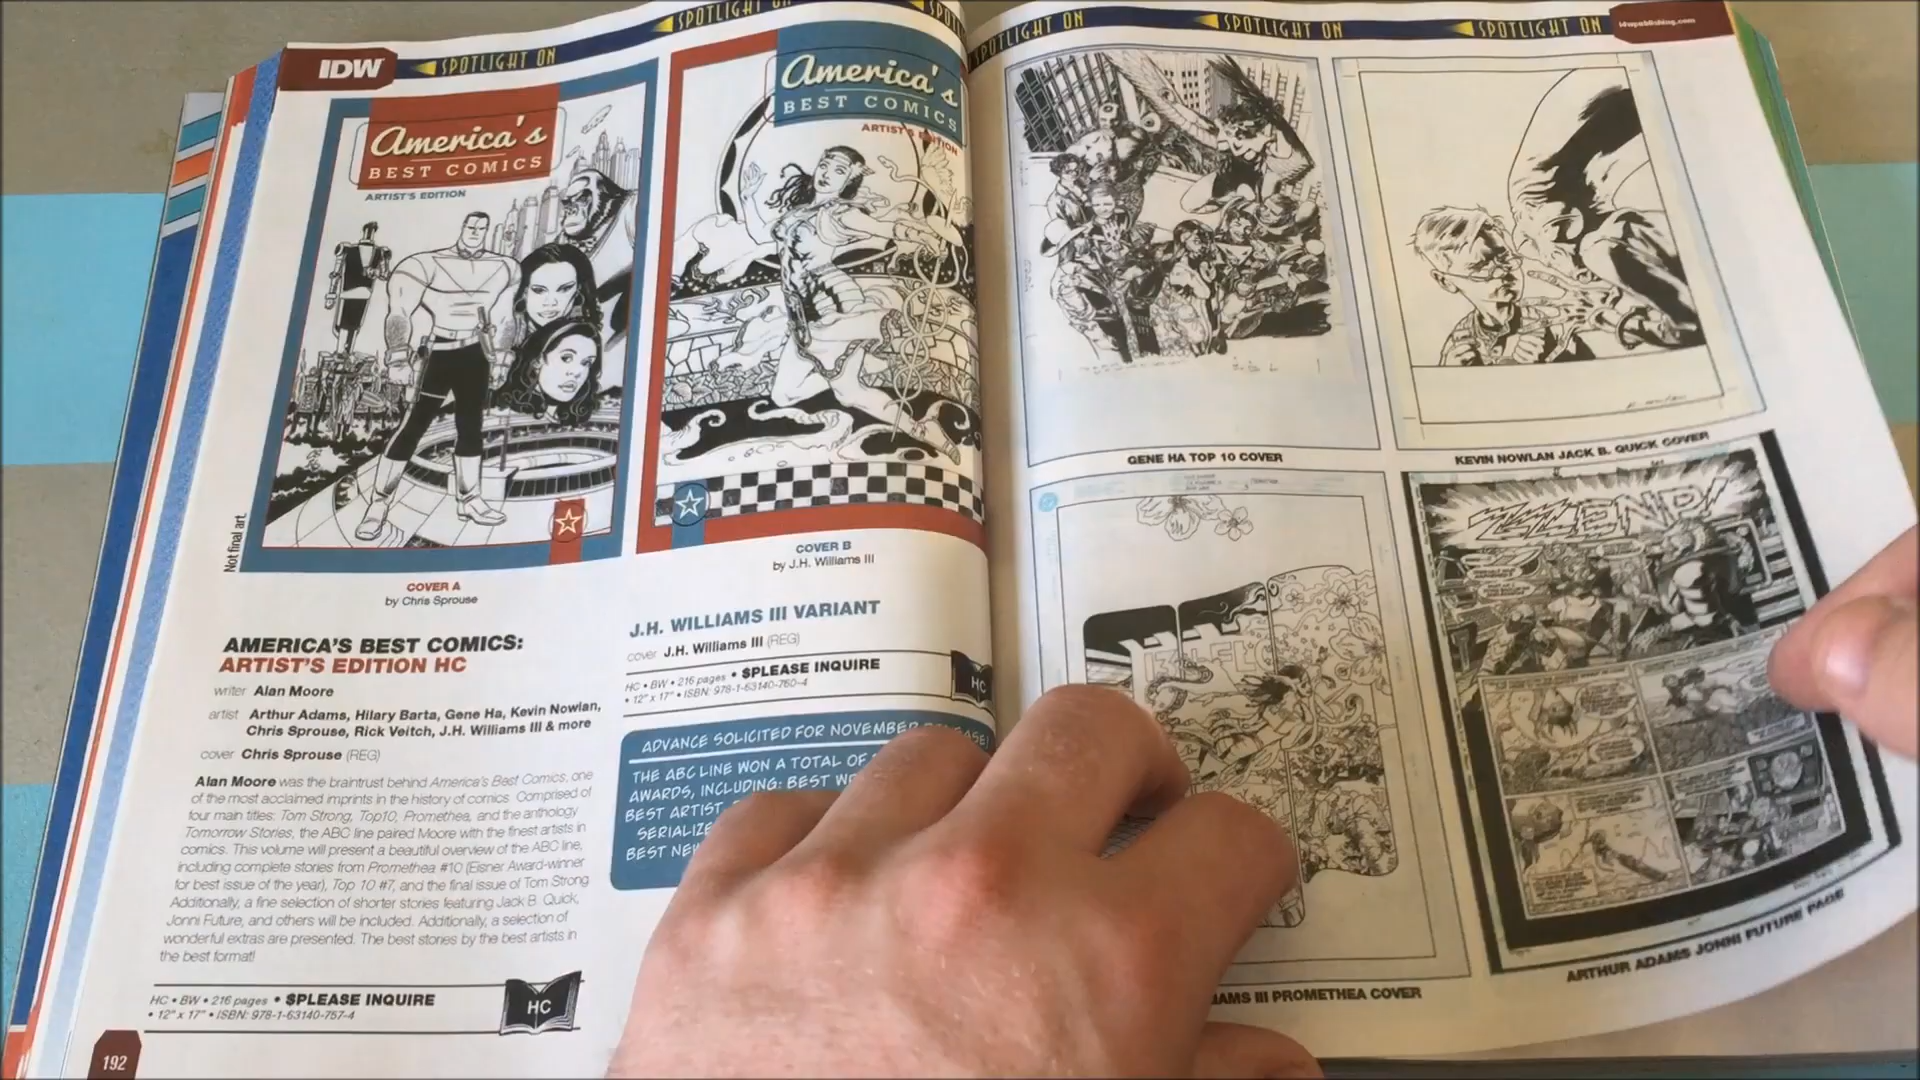 IDW
SPOTLIGHT ON
SPOTLIGHT ON
SPOTLIGHT ON
SPOTLIGHT ON
SPOTLIGHT ON
idwpublishing.com
America's
BEST COMICS
ARTIST'S EDITION
America's
BEST COMICS
ARTIST'S EDITION
Not final art.
COVER A
by Chris Sprouse
COVER B
by J.H. Williams III
AMERICA'S BEST COMICS:
ARTIST'S EDITION HC
writer Alan Moore
artist Arthur Adams, Hilary Barta, Gene Ha, Kevin Nowlan,
Chris Sprouse, Rick Veitch, J.H. Williams III & more
cover Chris Sprouse (REG)
Alan Moore was the braintrust behind America's Best Comics, one
of the most acclaimed imprints in the history of comics. Comprised of
four main titles: Tom Strong, Top10, Promethea, and the anthology
Tomorrow Stories, the ABC line paired Moore with the finest artists in
comics. This volume will present a beautiful overview of the ABC line,
including complete stories from Promethea #10 (Eisner Award-winner
for best issue of the year), Top 10 #7, and the final issue of Tom Strong.
Additionally, a fine selection of shorter stories featuring Jack B. Quick,
Jonni Future, and others will be included. Additionally, a selection of
wonderful extras are presented. The best stories by the best artists in
the best format!
HC • BW • 216 pages • $PLEASE INQUIRE
• 12" x 17" • ISBN: 978-1-63140-757-4
HC
192
J.H. WILLIAMS III VARIANT
cover J.H. Williams III (REG)
HC • BW • 216 pages • $PLEASE INQUIRE
• 12" x 17" • ISBN: 978-1-63140-760-4
HC
ADVANCE SOLICITED FOR NOVEMBER
THE ABC LINE WON A TOTAL OF
AWARDS, INCLUDING: BEST
BEST ARTIST,
BEST
GENE HA TOP 10 COVER
KEVIN NOWLAN JACK B. QUICK COVER
III PROMETHEA COVER
ARTHUR ADAMS JONNI FUTURE PAGE